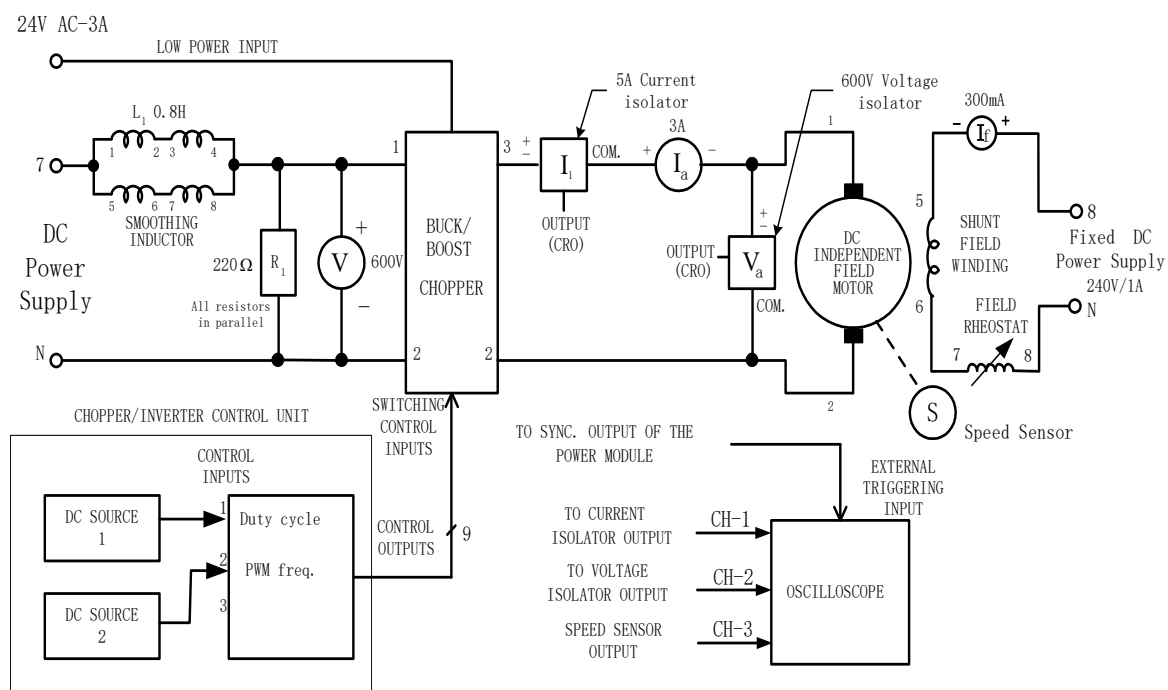 24V AC-3A
LOW POWER INPUT
L1 0.8H
1 2 3 4
7
5 6 7 8
SMOOTHING
INDUCTOR
DC
Power
Supply
N
220Ω
R1
All resistors
in parallel
+
V
600V
−
1
2
BUCK/
BOOST
CHOPPER
3
2
+
−
I1
COM.
OUTPUT
(CRO)
5A Current
isolator
3A
+
Ia
−
600V Voltage
isolator
1
+
−
OUTPUT
(CRO)
Va
COM.
DC
INDEPENDENT
FIELD
MOTOR
2
300mA
−
If
+
5
SHUNT
FIELD
WINDING
6
FIELD
RHEOSTAT
7
8
8
Fixed DC
Power Supply
240V/1A
N
S
Speed Sensor
CHOPPER/INVERTER CONTROL UNIT
SWITCHING
CONTROL
INPUTS
CONTROL
INPUTS
DC SOURCE
1
DC SOURCE
2
1
Duty cycle
2
PWM freq.
3
CONTROL
OUTPUTS
9
TO SYNC. OUTPUT OF THE
POWER MODULE
EXTERNAL
TRIGGERING
INPUT
TO CURRENT
ISOLATOR OUTPUT
CH-1
TO VOLTAGE
ISOLATOR OUTPUT
CH-2
SPEED SENSOR
OUTPUT
CH-3
OSCILLOSCOPE